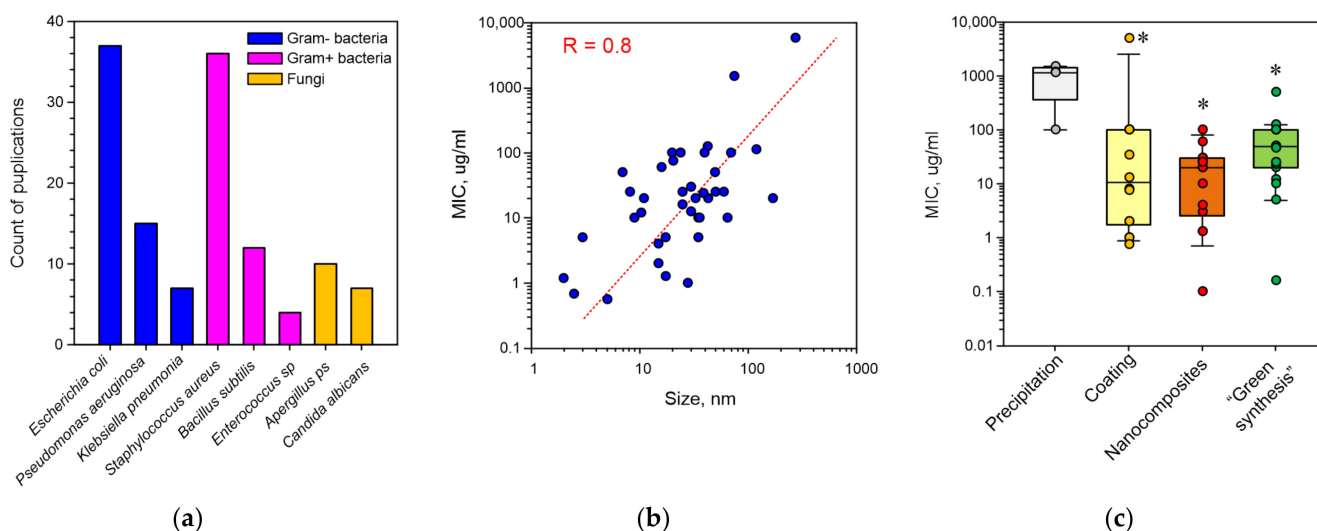 40
30
20
10
0
Count of puplications
Gram- bacteria
Gram+ bacteria
Fungi
Escherichia coli
Pseudomonas aeruginosa
Klebsiella pneumonia
Staphylococcus aureus
Bacillus subtilis
Enterococcus sp
Apergillus ps
Candida albicans
(a)
10,000
1000
100
10
1
0.1
MIC, ug/ml
R = 0.8
1
10
100
1000
Size, nm
(b)
10,000
1000
100
10
1
0.1
0.01
MIC, ug/ml
*
*
*
Precipitation
Coating
Nanocomposites
“Green
synthesis”
(c)